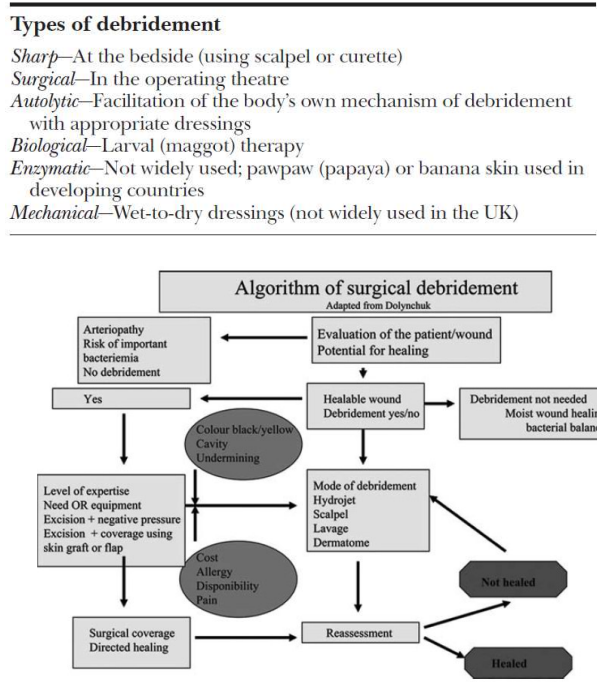 Types of debridement
Sharp—At the bedside (using scalpel or curette)
Surgical—In the operating theatre
Autolytic—Facilitation of the body's own mechanism of debridement
with appropriate dressings
Biological—Larval (maggot) therapy
Enzymatic—Not widely used; pawpaw (papaya) or banana skin used in
developing countries
Mechanical—Wet-to-dry dressings (not widely used in the UK)
Algorithm of surgical debridement
Adapted from Dolynchuk
Arteriopathy
Risk of important
bacteriemia
No debridement
Evaluation of the patient/wound
Potential for healing
Yes
Healable wound
Debridement yes/no
Debridement not needed
Moist wound healin
bacterial balanc
Colour black/yellow
Cavity
Undermining
Level of expertise
Need OR equipment
Excision + negative pressure
Excision + coverage using
skin graft or flap
Mode of debridement
Hydrojet
Scalpel
Lavage
Dermatome
Cost
Allergy
Disponibility
Pain
Not healed
Surgical coverage
Directed healing
Reassessment
Healed